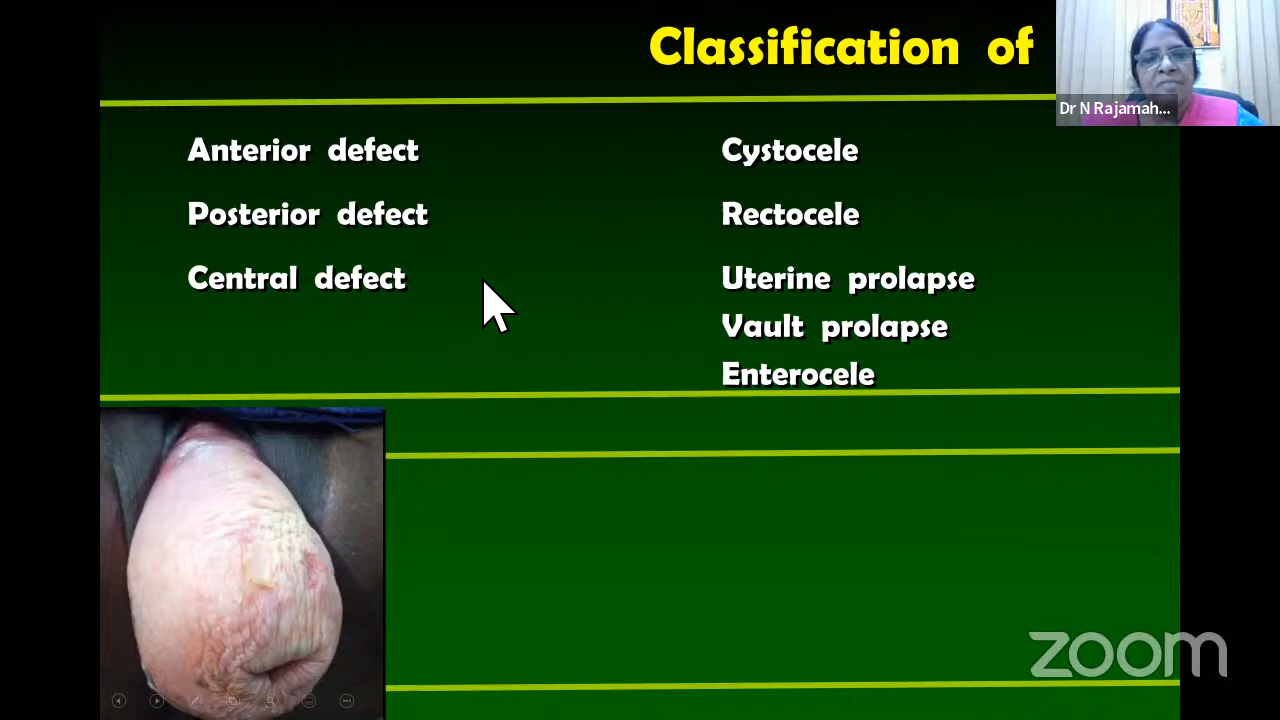 Classification of
Dr N Rajamah...
Anterior defect
Cystocele
Posterior defect
Rectocele
Central defect
Uterine prolapse
Vault prolapse
Enterocele
zoom